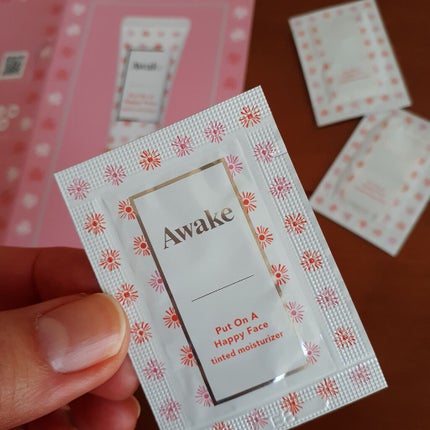 Awake
Put On A
Happy Face
tinted moisturizer